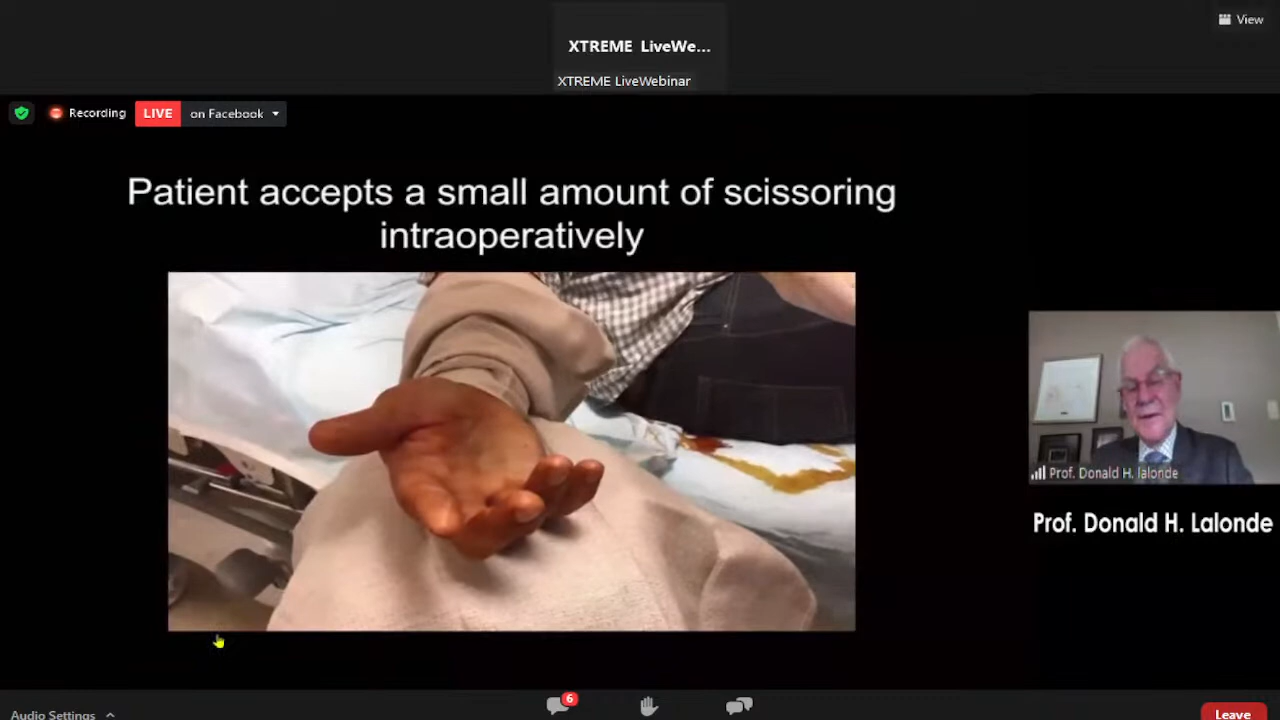 XTREME LiveWe...
View
XTREME LiveWebinar
Recording
LIVE
on Facebook
Patient accepts a small amount of scissoring
intraoperatively
Prof. Donald H. lalonde
Prof. Donald H. Lalonde
6
Audio Settings
Leave